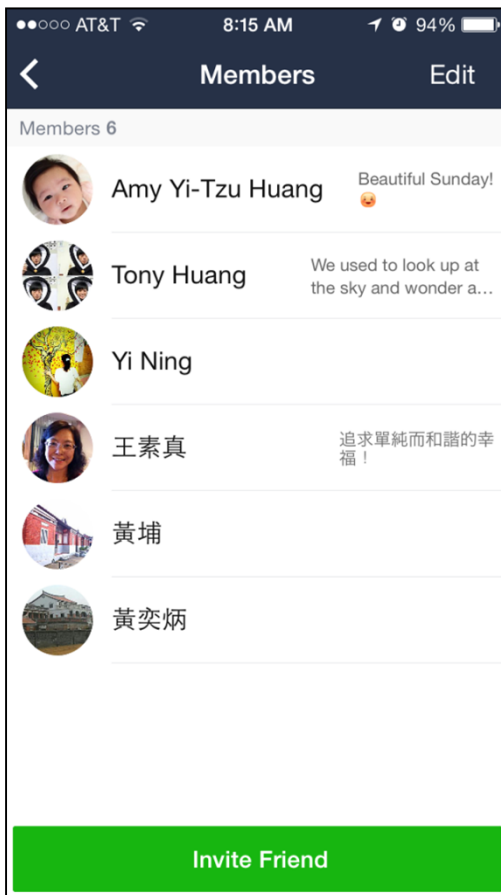 AT&T 8:15 AM 94%
Members Edit
Members 6
Amy Yi-Tzu Huang
Beautiful Sunday!
Tony Huang
We used to look up at
the sky and wonder a...
Yi Ning
王素真
追求單純而和諧的幸
福！
黃埔
黃奕炳
Invite Friend